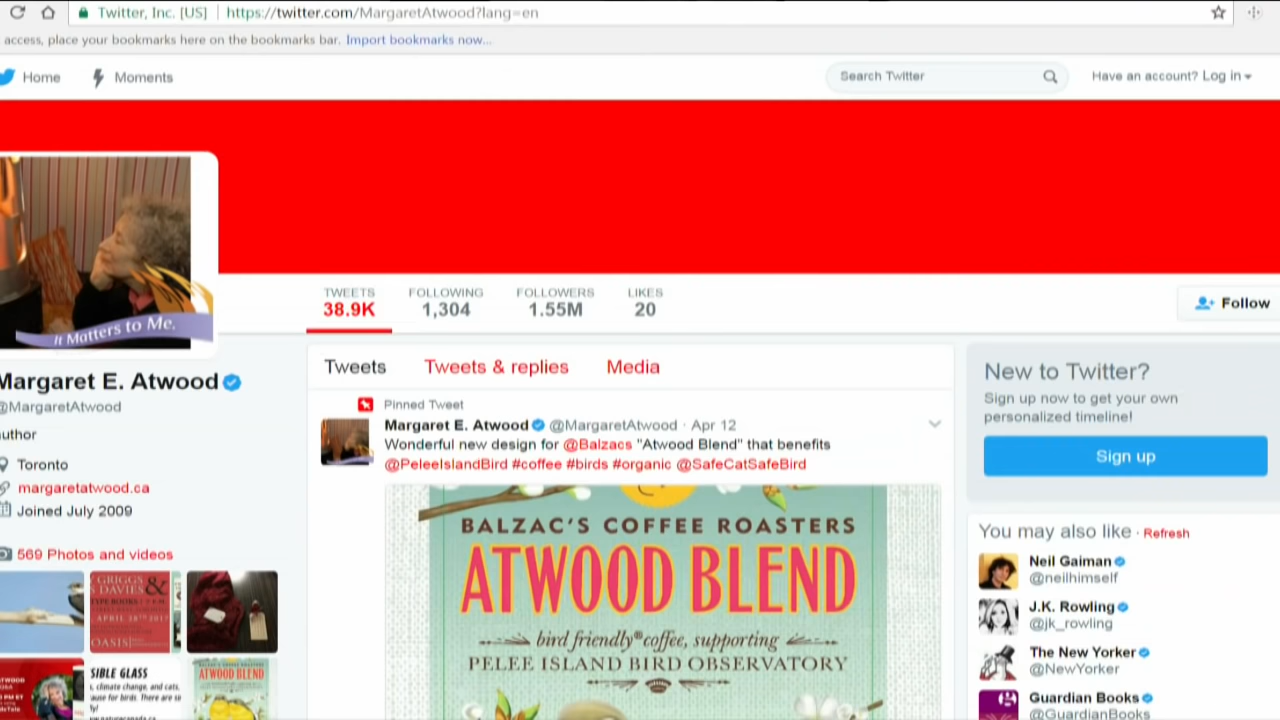 Twitter, Inc. [US] | https://twitter.com/MargaretAtwood?lang=en
access, place your bookmarks here on the bookmarks bar. Import bookmarks now...
Home Moments
Search Twitter
Have an account? Log in
It Matters to Me.
TWEETS FOLLOWING FOLLOWERS LIKES
38.9K 1,304 1.55M 20
Follow
Margaret E. Atwood
@MargaretAtwood
uthor
Toronto
margaretatwood.ca
Joined July 2009
569 Photos and videos
GRIGGS
DAVIES &
APRIL 28th 2017
OASIS
SIBLE GLASS
, climate change, and cats.
ause for birds. There are so
BALZAC'S COFFEE ROASTERS
ATWOOD BLEND
Tweets Tweets & replies Media
Pinned Tweet
Margaret E. Atwood @MargaretAtwood · Apr 12
Wonderful new design for @Balzacs "Atwood Blend" that benefits
@PeleeIslandBird #coffee #birds #organic @SafeCatSafeBird
BALZAC'S COFFEE ROASTERS
ATWOOD BLEND
bird friendly® coffee, supporting
PELEE ISLAND BIRD OBSERVATORY
New to Twitter?
Sign up now to get your own
personalized timeline!
Sign up
You may also like · Refresh
Neil Gaiman
@neilhimself
J.K. Rowling
@jk_rowling
The New Yorker
@NewYorker
Guardian Books
@GuardianBooks